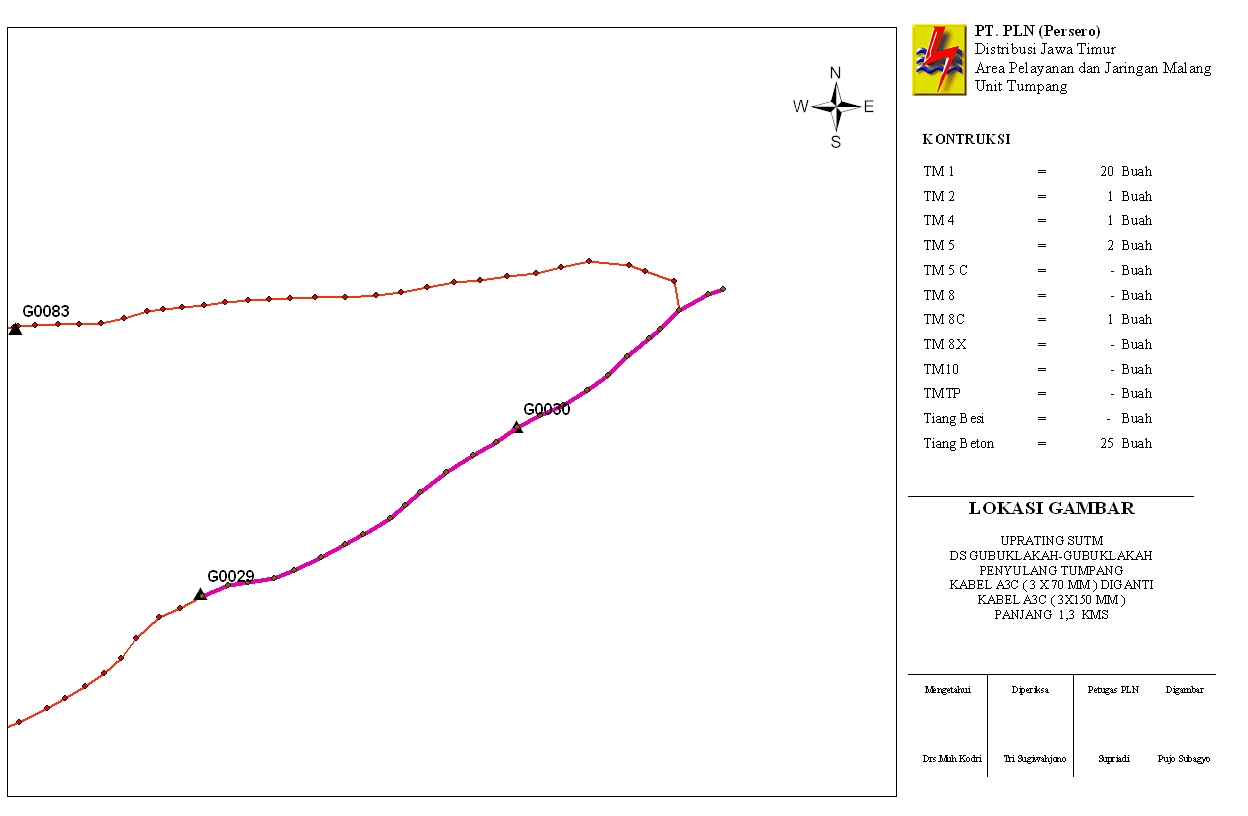 PT. PLN (Persero)
Distribusi Jawa Timur
Area Pelayanan dan Jaringan Malang
Unit Tumpang
N
W E
S
KONTRUKSI
TM 1 = 20 Buah
TM 2 = 1 Buah
TM 4 = 1 Buah
TM 5 = 2 Buah
TM 5 C = - Buah
TM 8 = - Buah
TM 8C = 1 Buah
TM 8X = - Buah
TM10 = - Buah
TMTP = - Buah
Tiang Besi = - Buah
Tiang Beton = 25 Buah
G0083
G0030
G0029
LOKASI GAMBAR
UPRATING SUTM
DS GUBUKLAKAH-GUBUKLAKAH
PENYULANG TUMPANG
KABEL A3C ( 3 X 70 MM ) DIGANTI
KABEL A3C ( 3X150 MM )
PANJANG 1,3 KMS
Mengetahui Diperiksa Petugas PLN Digambar
Drs.Muh Kodri Tri Sugiwahjono Supriadi Pujo Subagyo